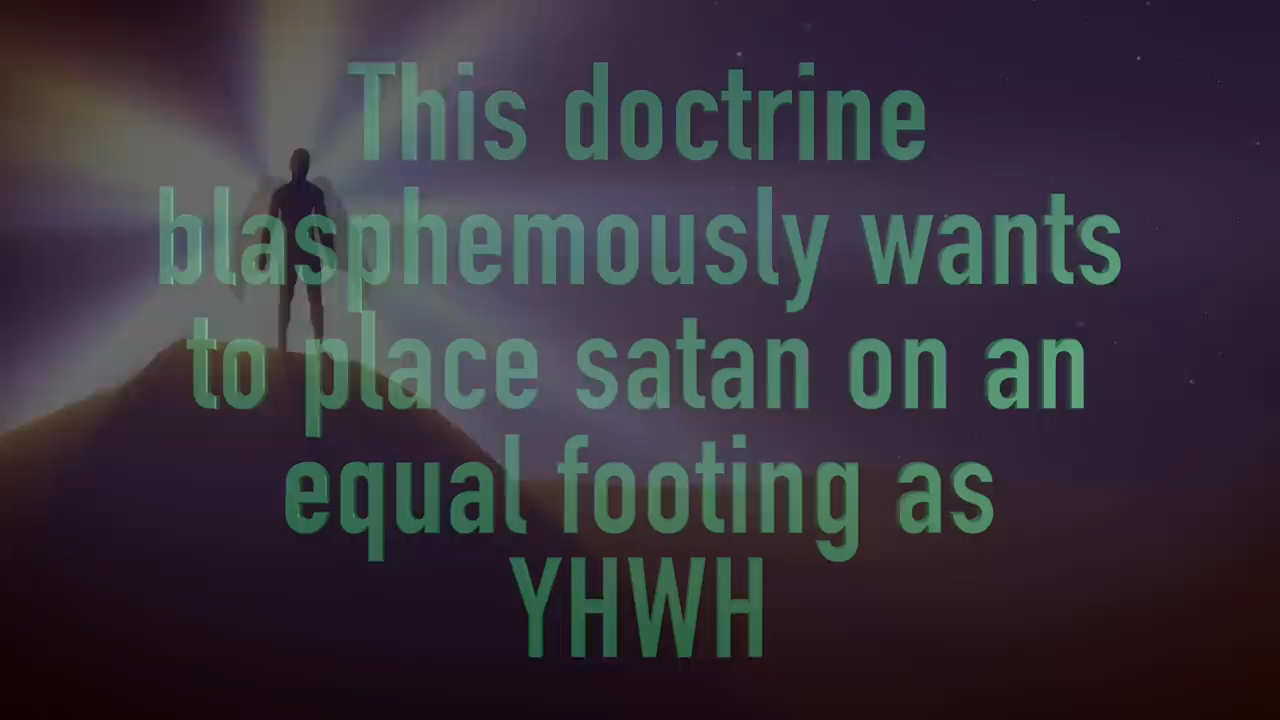 This doctrine
blasphemously wants
to place satan on an
equal footing as
YHWH